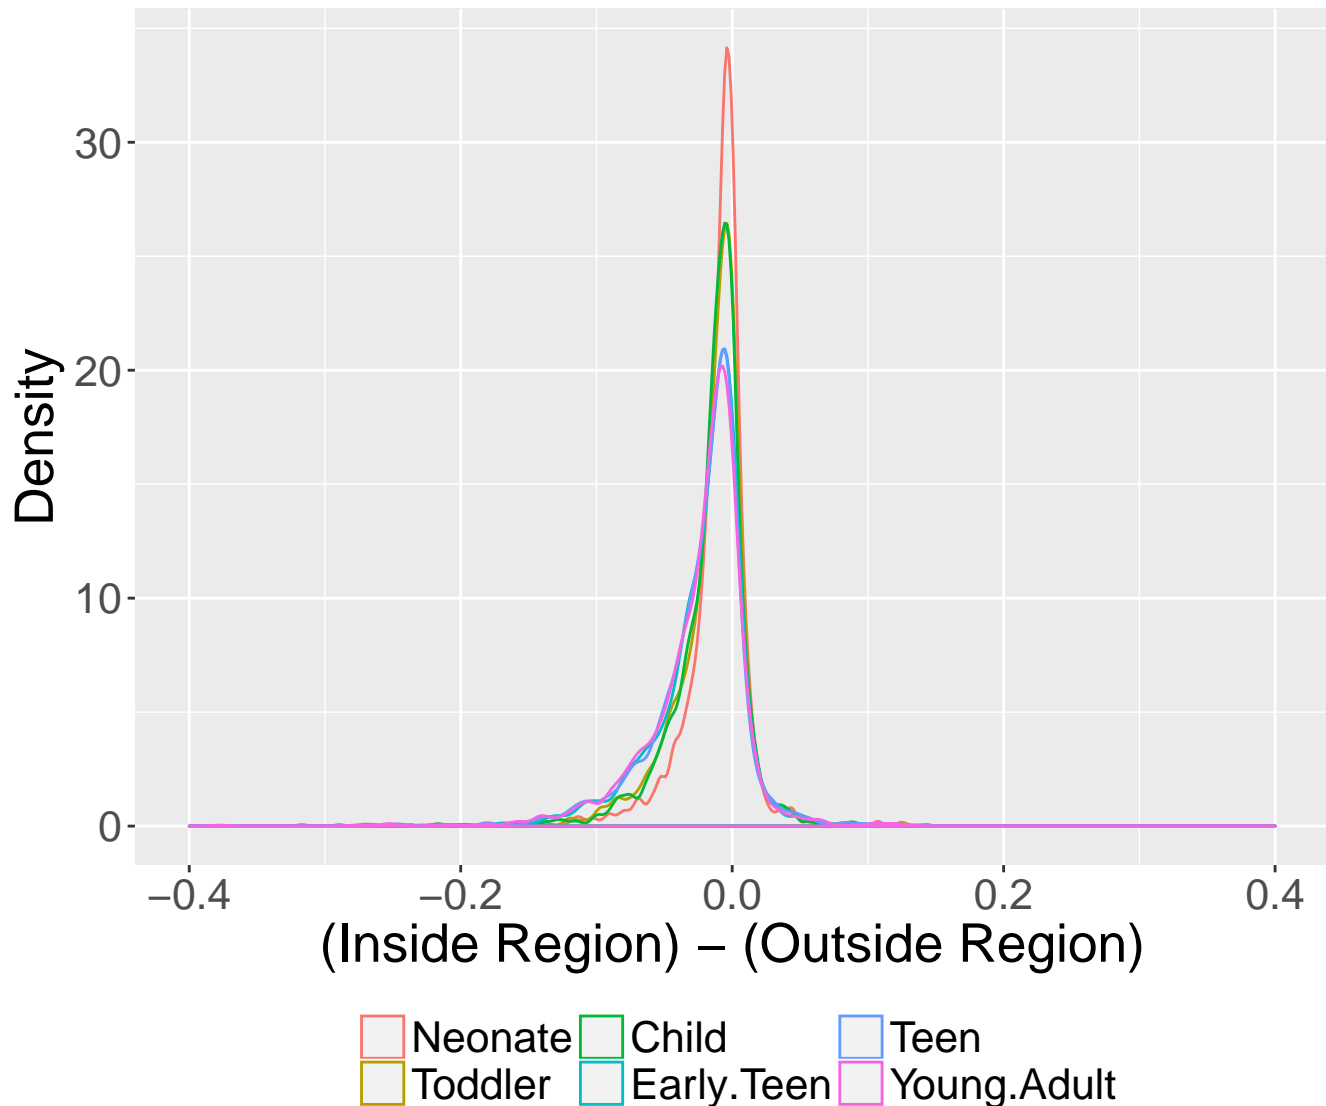 30
20
10
0
Density
−0.4 −0.2 0.0 0.2 0.4
(Inside Region) − (Outside Region)
Neonate Child Teen
Toddler Early.Teen Young.Adult